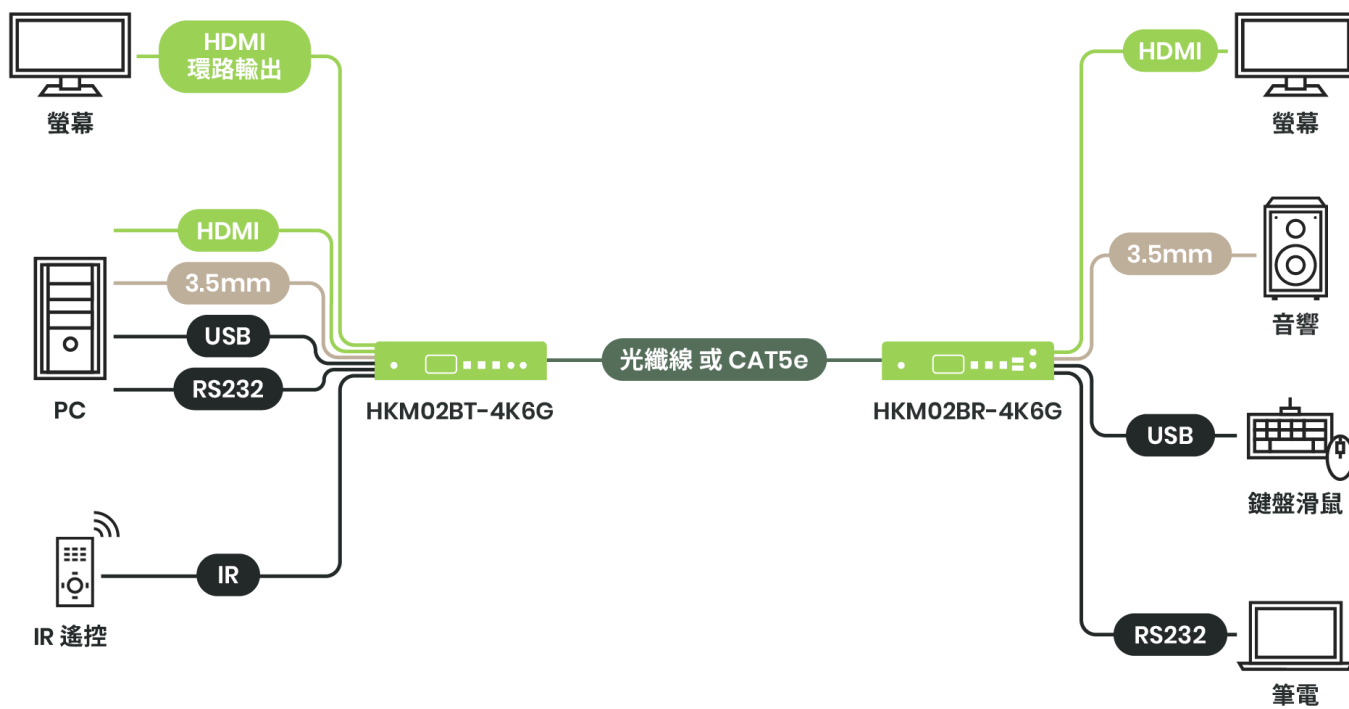 HDMI
環路輸出
螢幕
HDMI
3.5mm
USB
RS232
PC
IR
IR 遙控
HKM02BT-4K6G
光纖線 或 CAT5e
HKM02BR-4K6G
HDMI
螢幕
3.5mm
音響
USB
鍵盤滑鼠
RS232
筆電